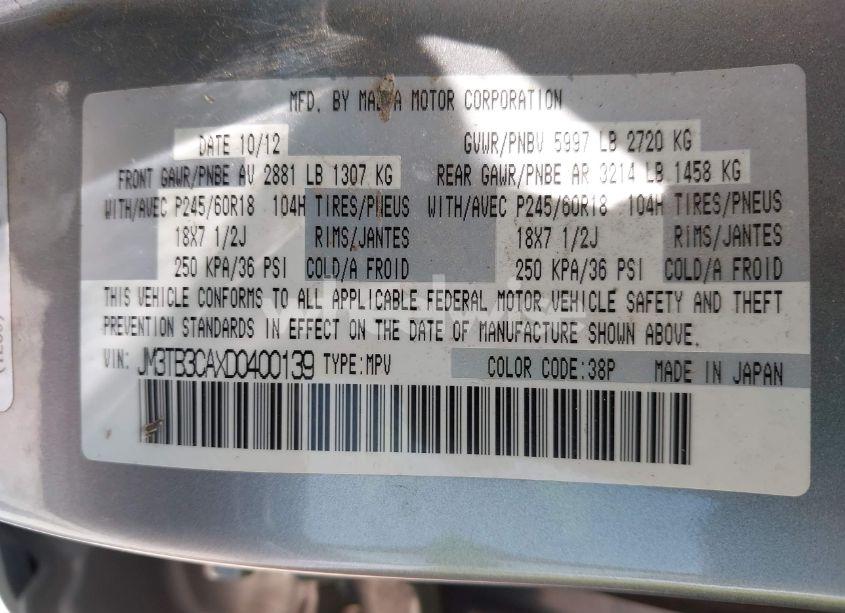 MFD. BY MAZDA MOTOR CORPORATION
DATE 10/12 GVWR/PNBV 5997 LB 2720 KG
FRONT GAWR/PNBE AV 2881 LB 1307 KG REAR GAWR/PNBE AR 3214 LB 1458 KG
WITH/AVEC P245/60R18 104H TIRES/PNEUS WITH/AVEC P245/60R18 104H TIRES/PNEUS
18X7 1/2J RIMS/JANTES 18X7 1/2J RIMS/JANTES
250 KPA/36 PSI COLD/A FROID 250 KPA/36 PSI COLD/A FROID
THIS VEHICLE CONFORMS TO ALL APPLICABLE FEDERAL MOTOR VEHICLE SAFETY AND THEFT
PREVENTION STANDARDS IN EFFECT ON THE DATE OF MANUFACTURE SHOWN ABOVE.
VIN: JM3TB3CAXD0400139 TYPE:MPV COLOR CODE:38P MADE IN JAPAN